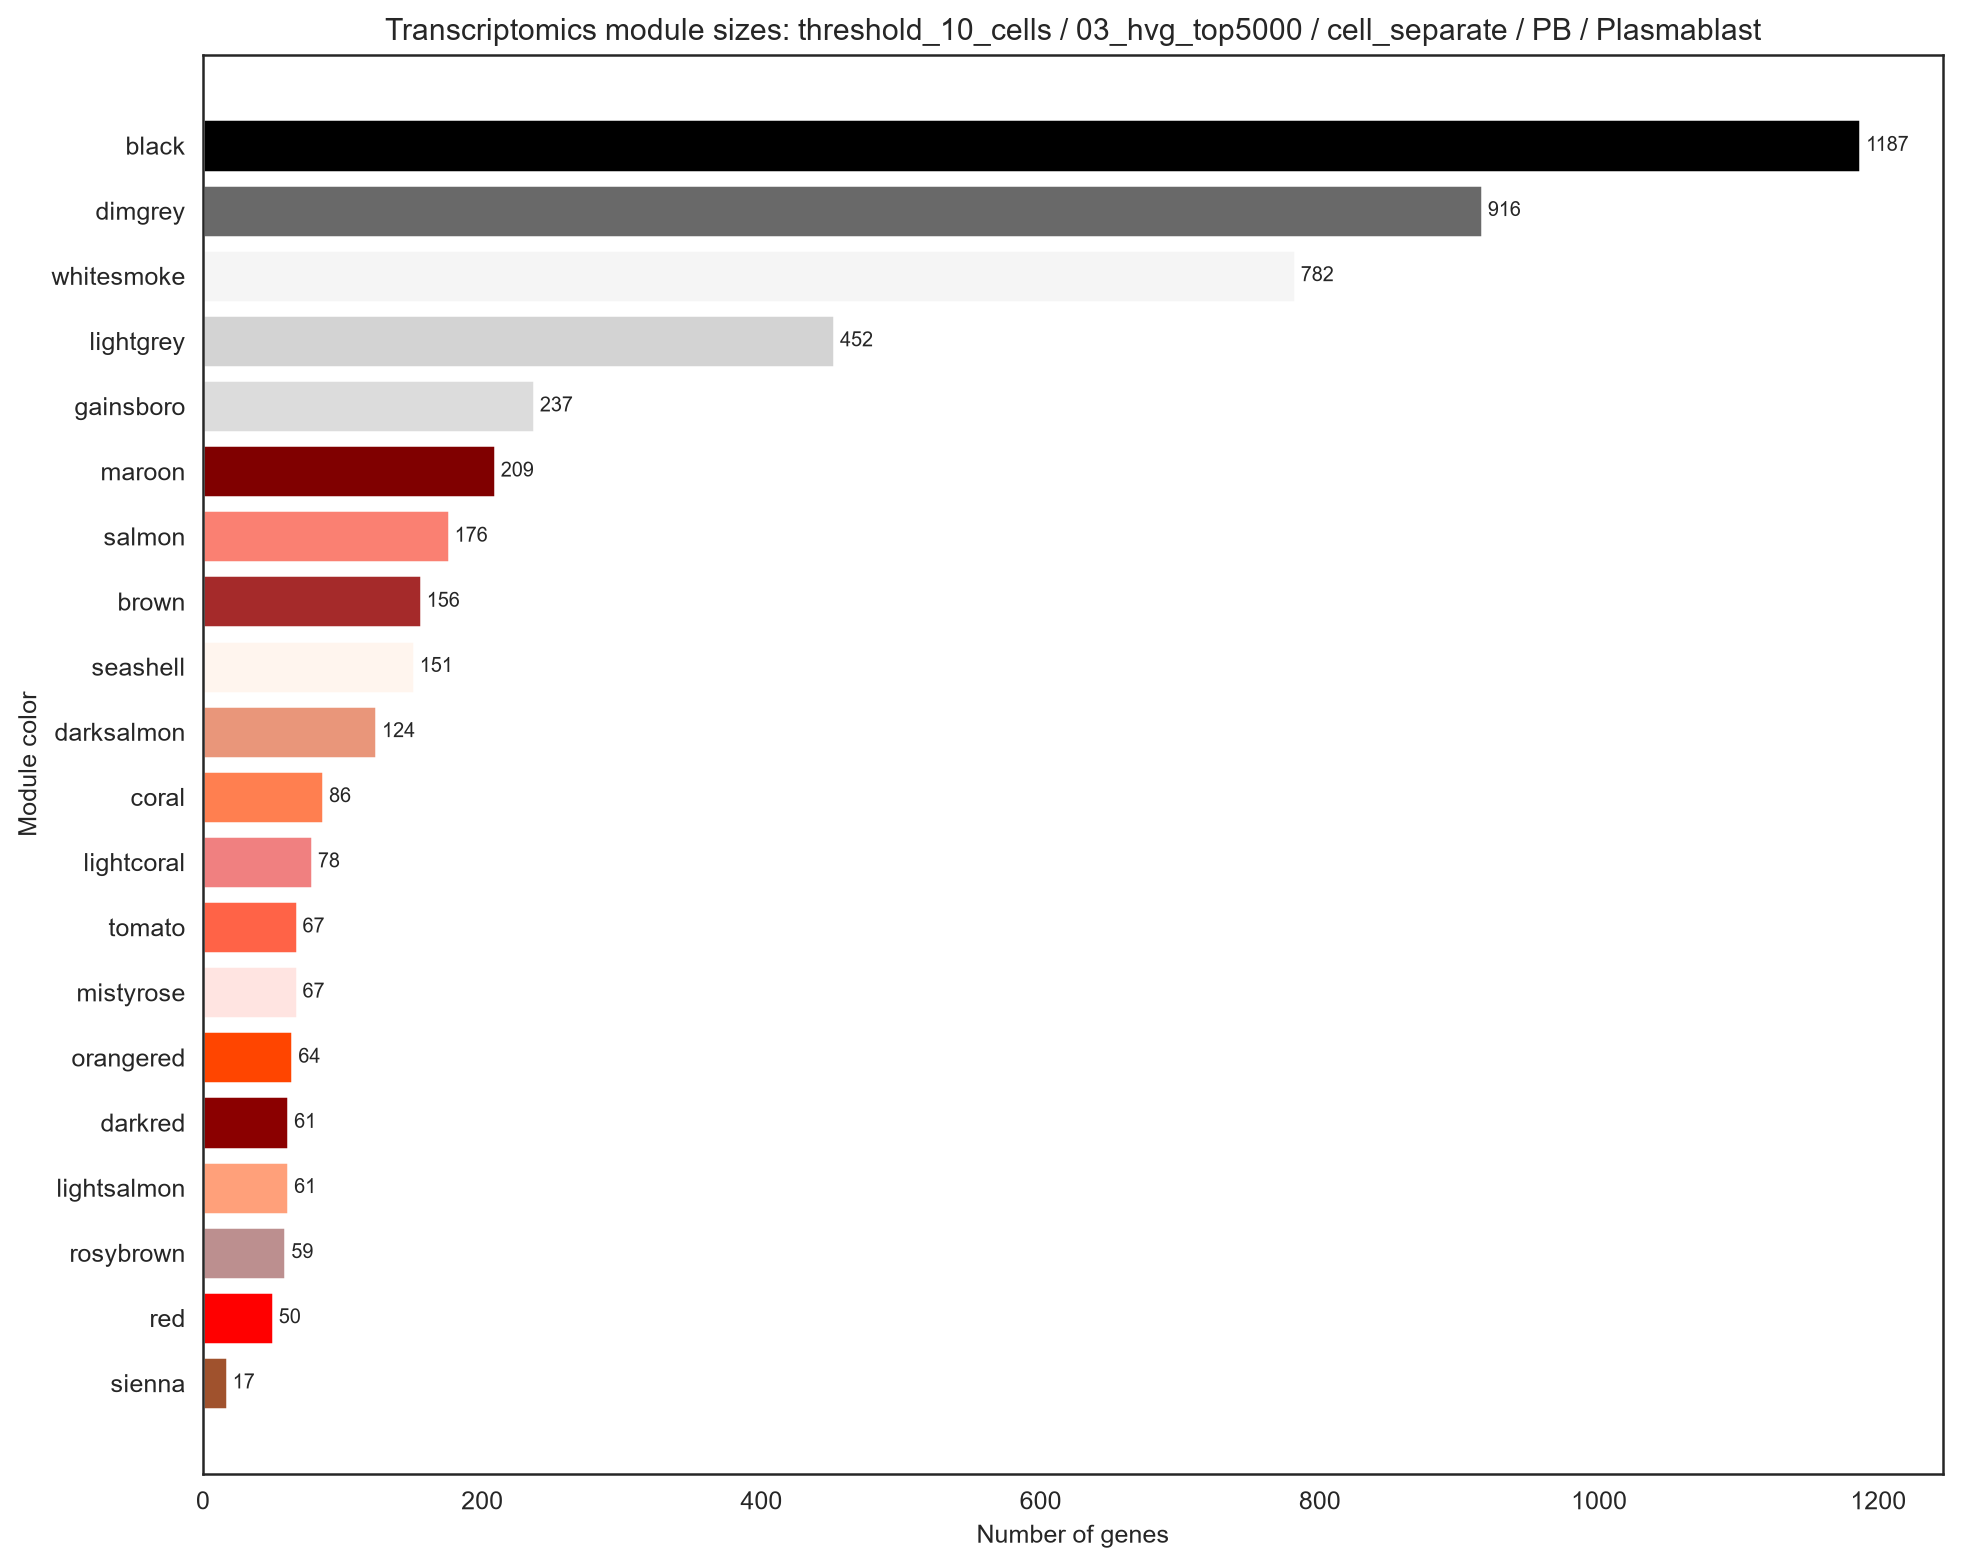 Transcriptomics module sizes: threshold_10_cells / 03_hvg_top5000 / cell_separate / PB / Plasmablast
Module color
black 1187
dimgrey 916
whitesmoke 782
lightgrey 452
gainsboro 237
maroon 209
salmon 176
brown 156
seashell 151
darksalmon 124
coral 86
lightcoral 78
tomato 67
mistyrose 67
orangered 64
darkred 61
lightsalmon 61
rosybrown 59
red 50
sienna 17
0 200 400 600 800 1000 1200
Number of genes